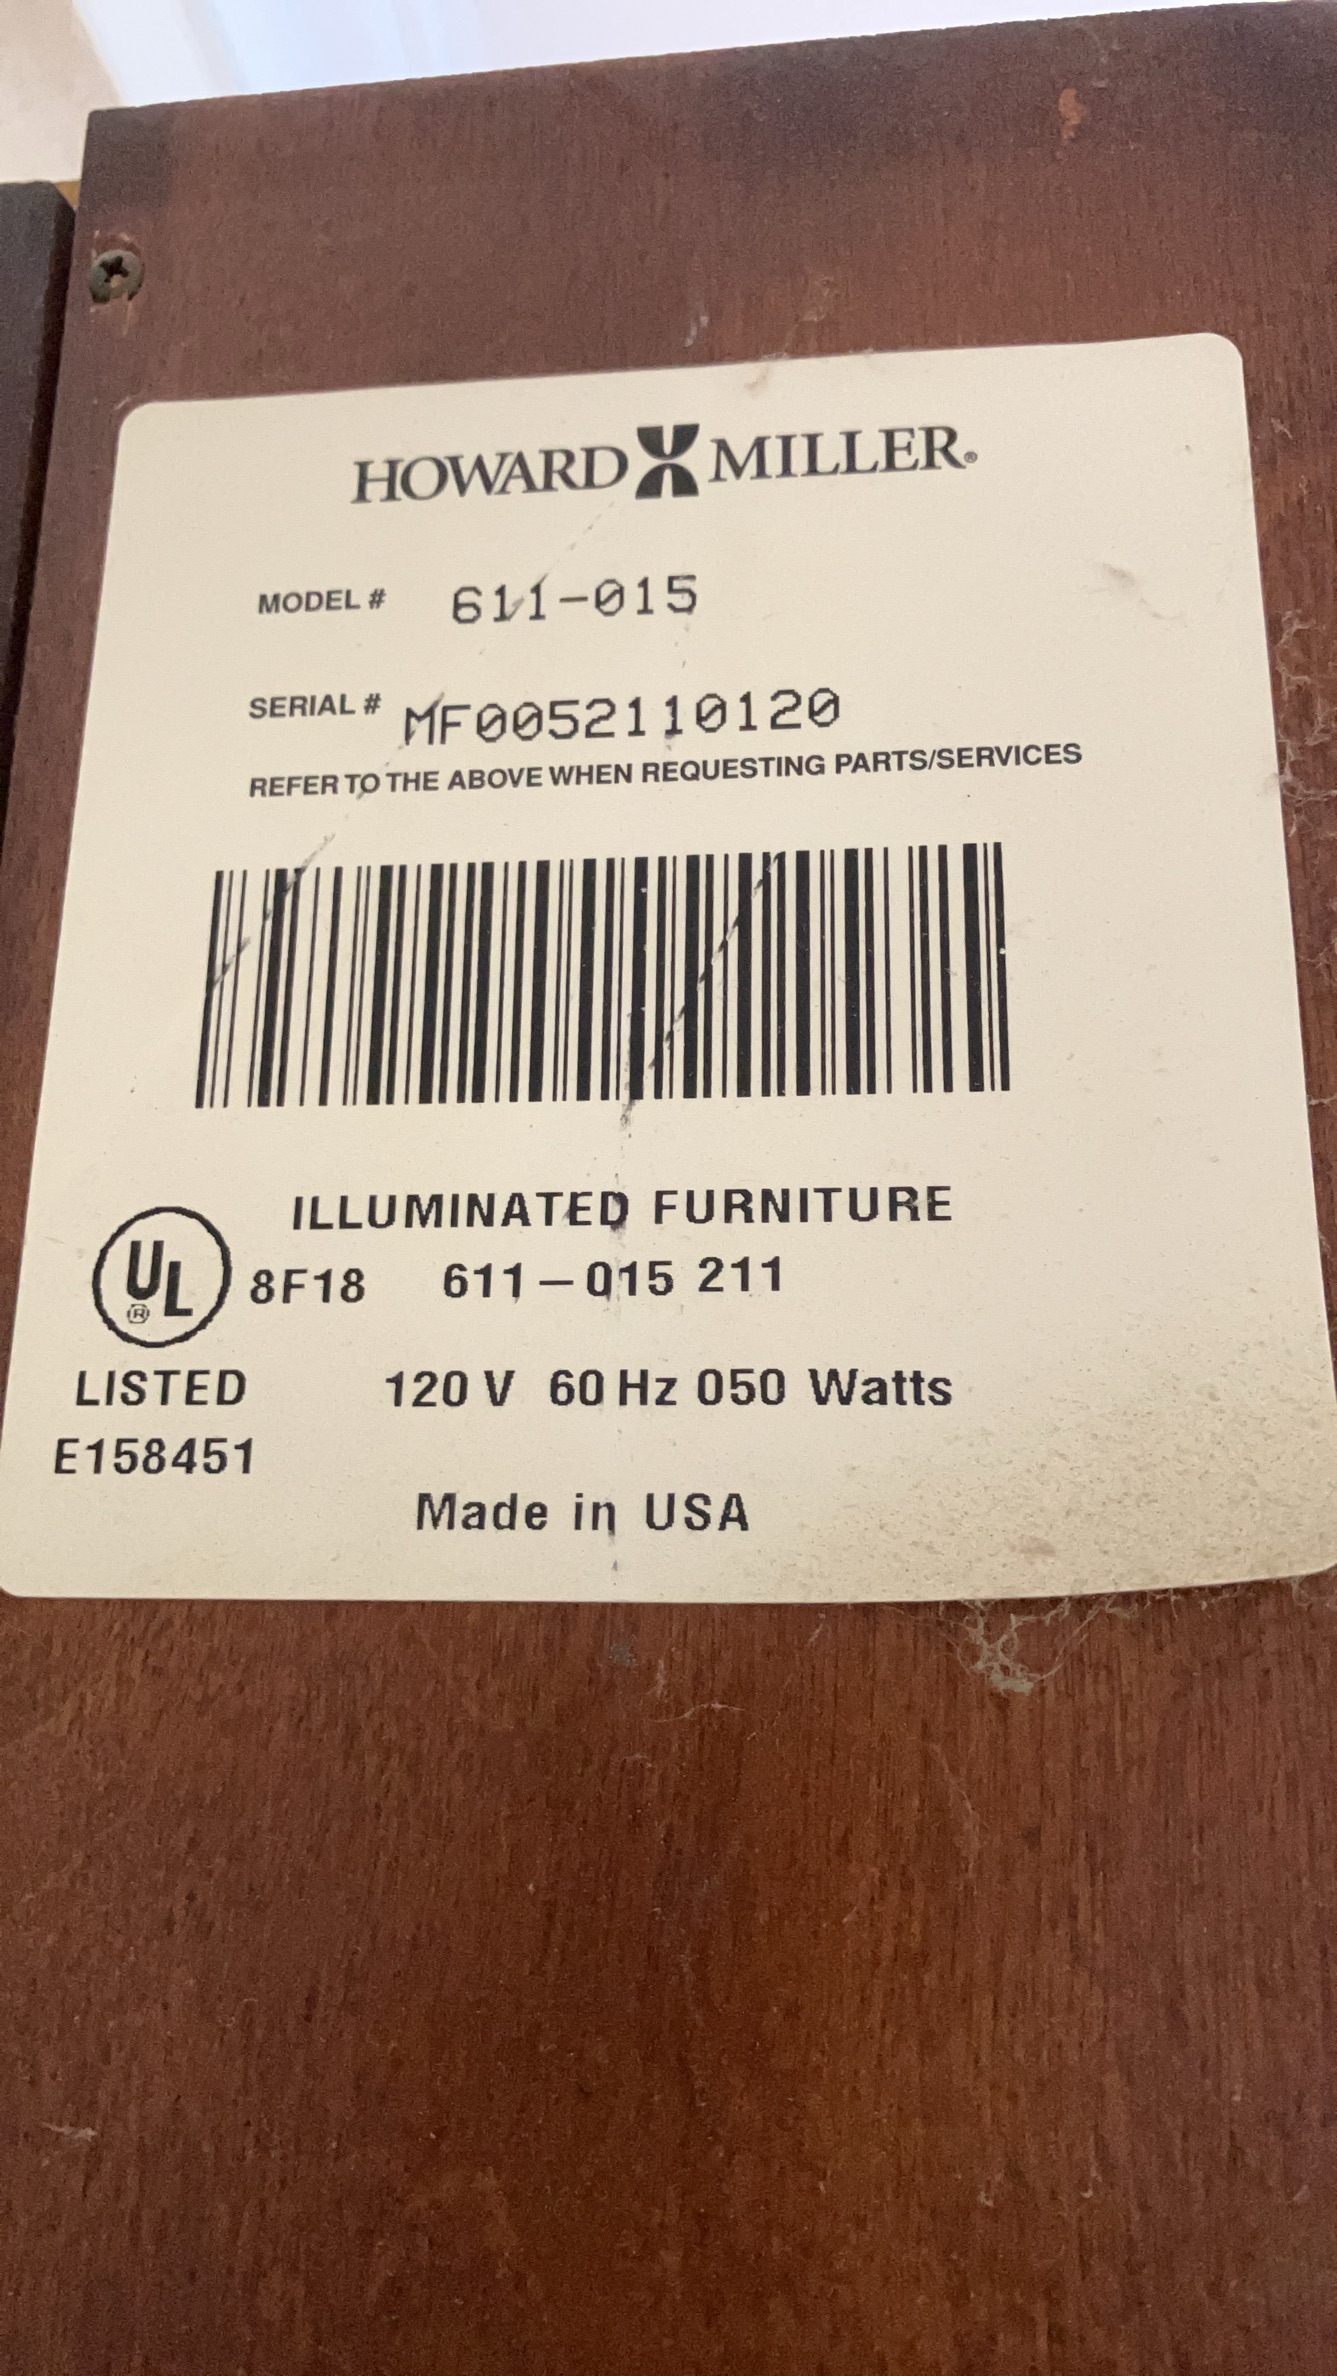 HOWARD MILLER®
MODEL # 611-015
SERIAL # MF0052110120
REFER TO THE ABOVE WHEN REQUESTING PARTS/SERVICES
ILLUMINATED FURNITURE
UL® 8F18 611-015 211
LISTED 120 V 60 Hz 050 Watts
E158451
Made in USA